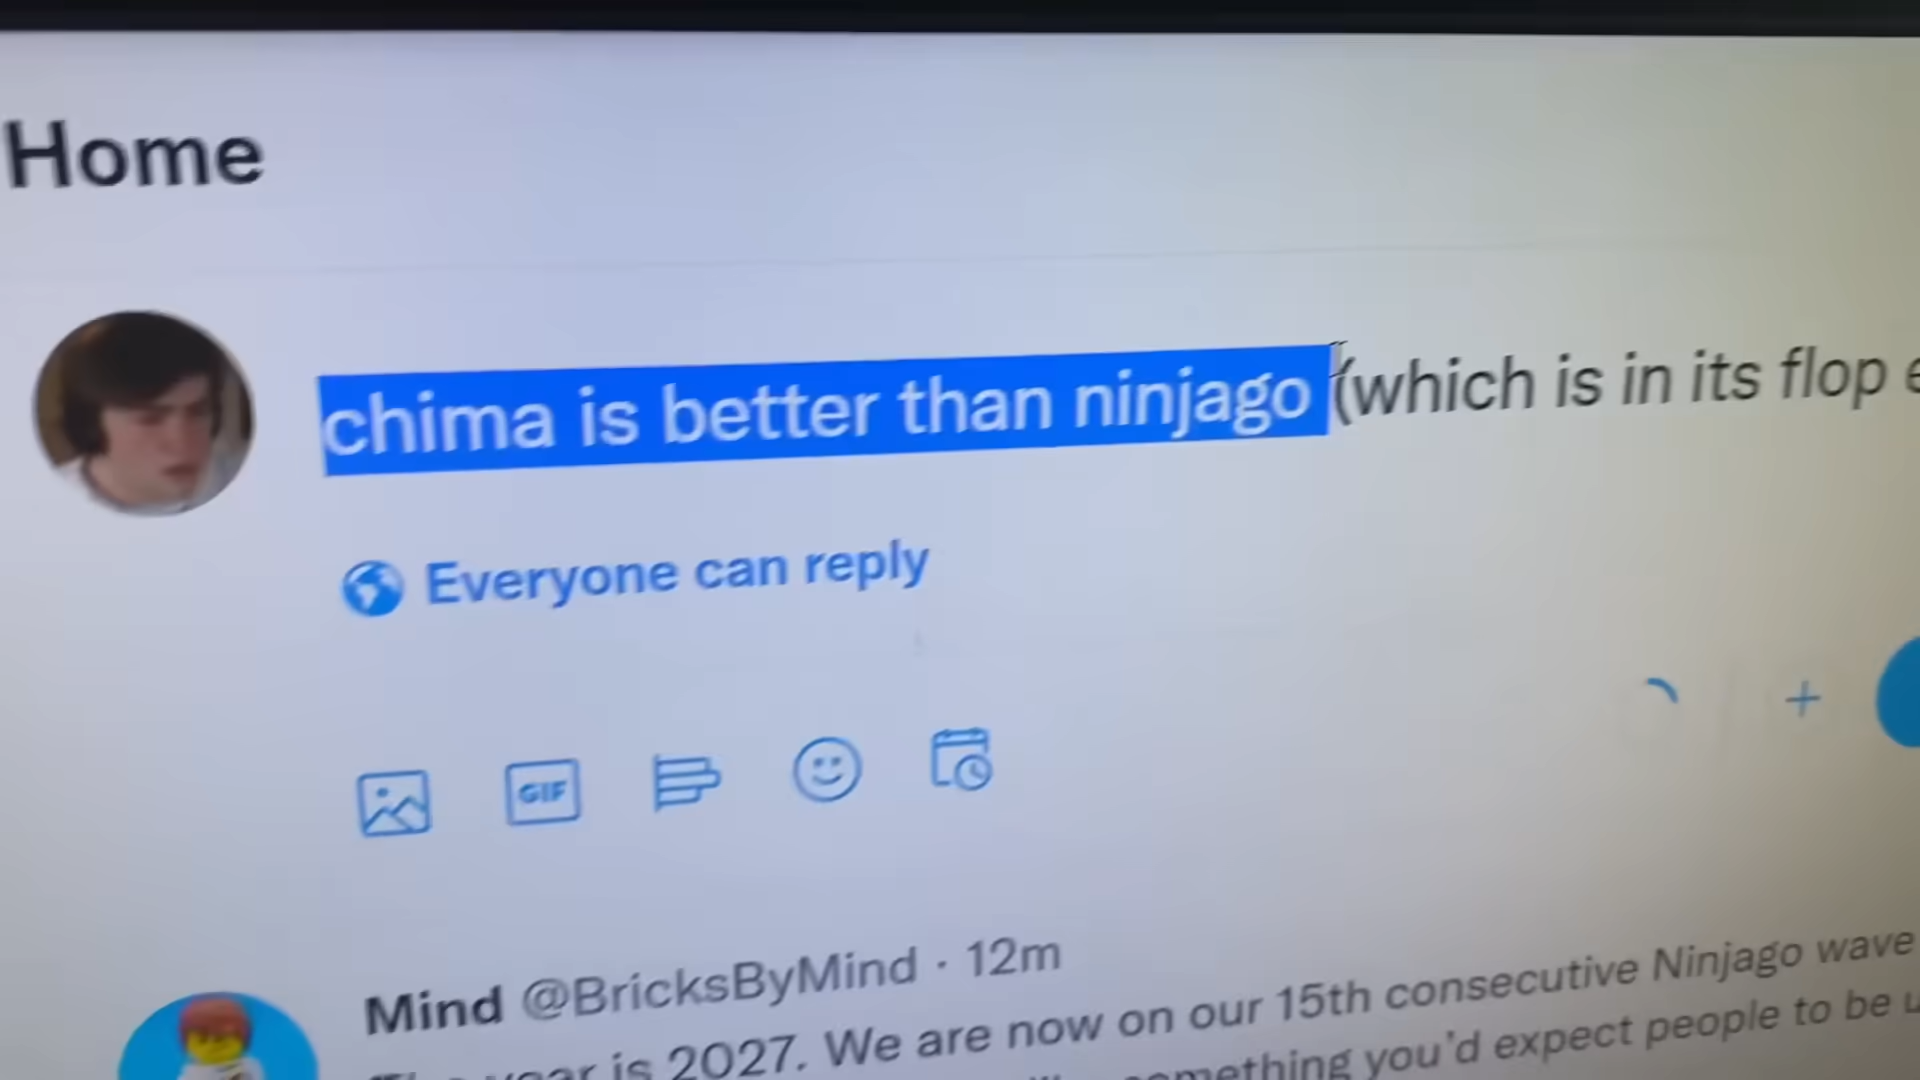 Home
chima is better than ninjago (which is in its flop
Everyone can reply
GIF
Mind @BricksByMind · 12m
year is 2027. We are now on our 15th consecutive Ninjago wave
something you'd expect people to be